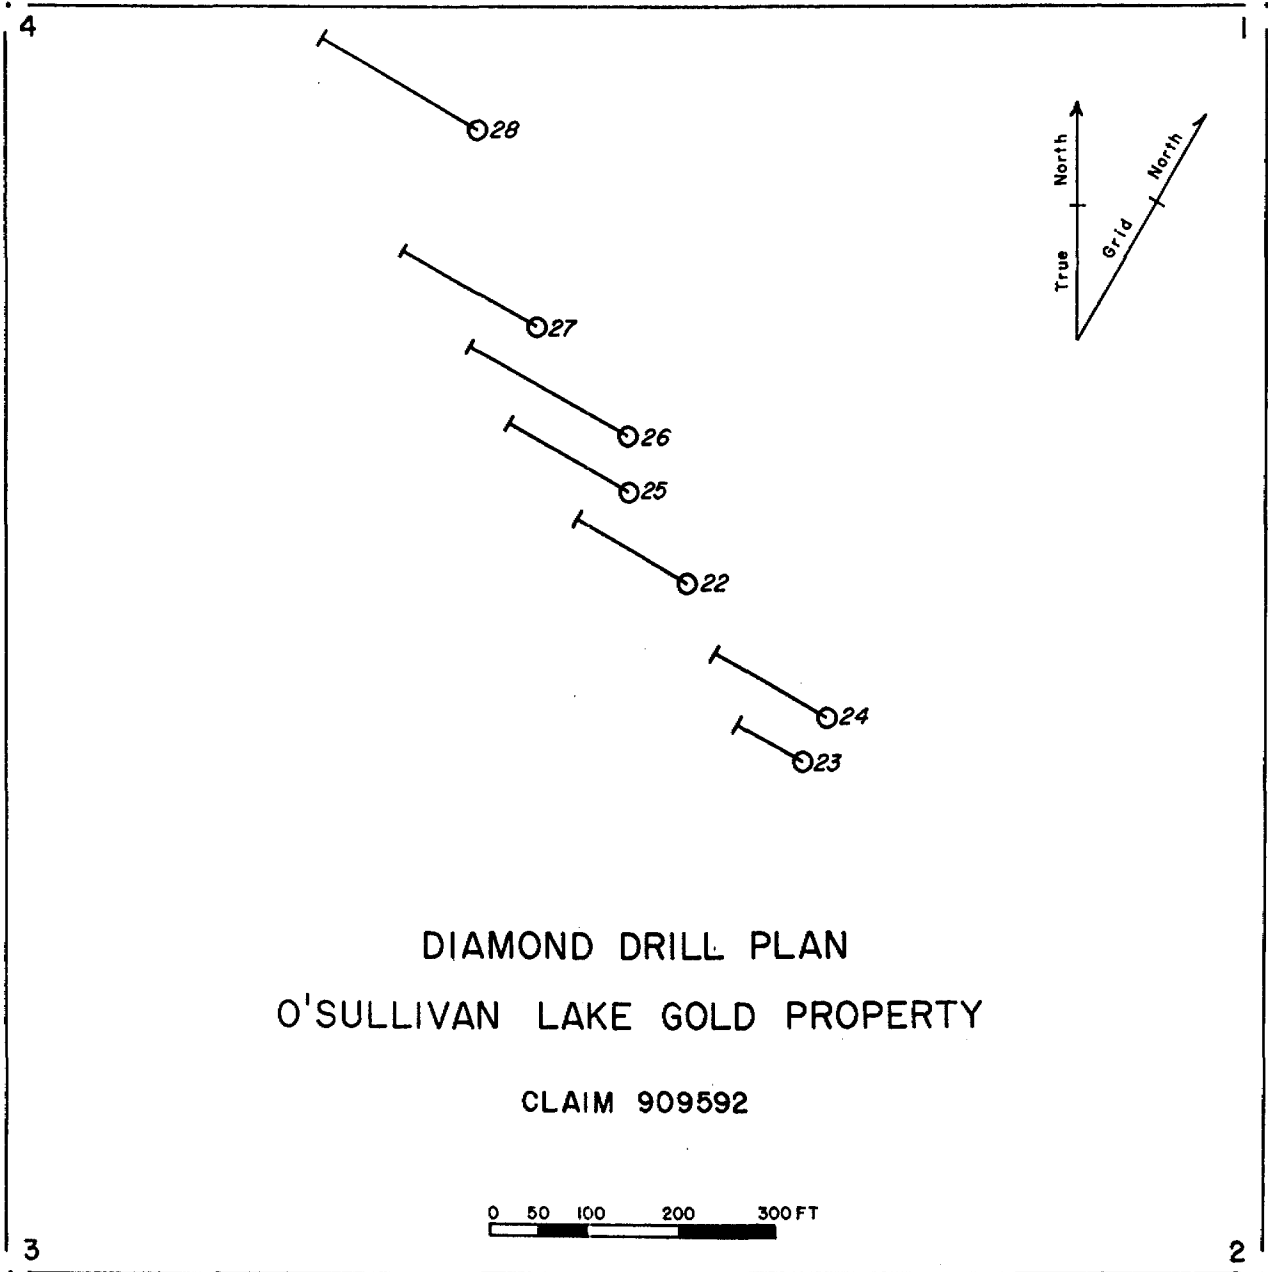 4 1
28
True North
Grid North
27
26
25
22
24
23
DIAMOND DRILL PLAN
O'SULLIVAN LAKE GOLD PROPERTY
CLAIM 909592
0 50 100 200 300 FT
3 2